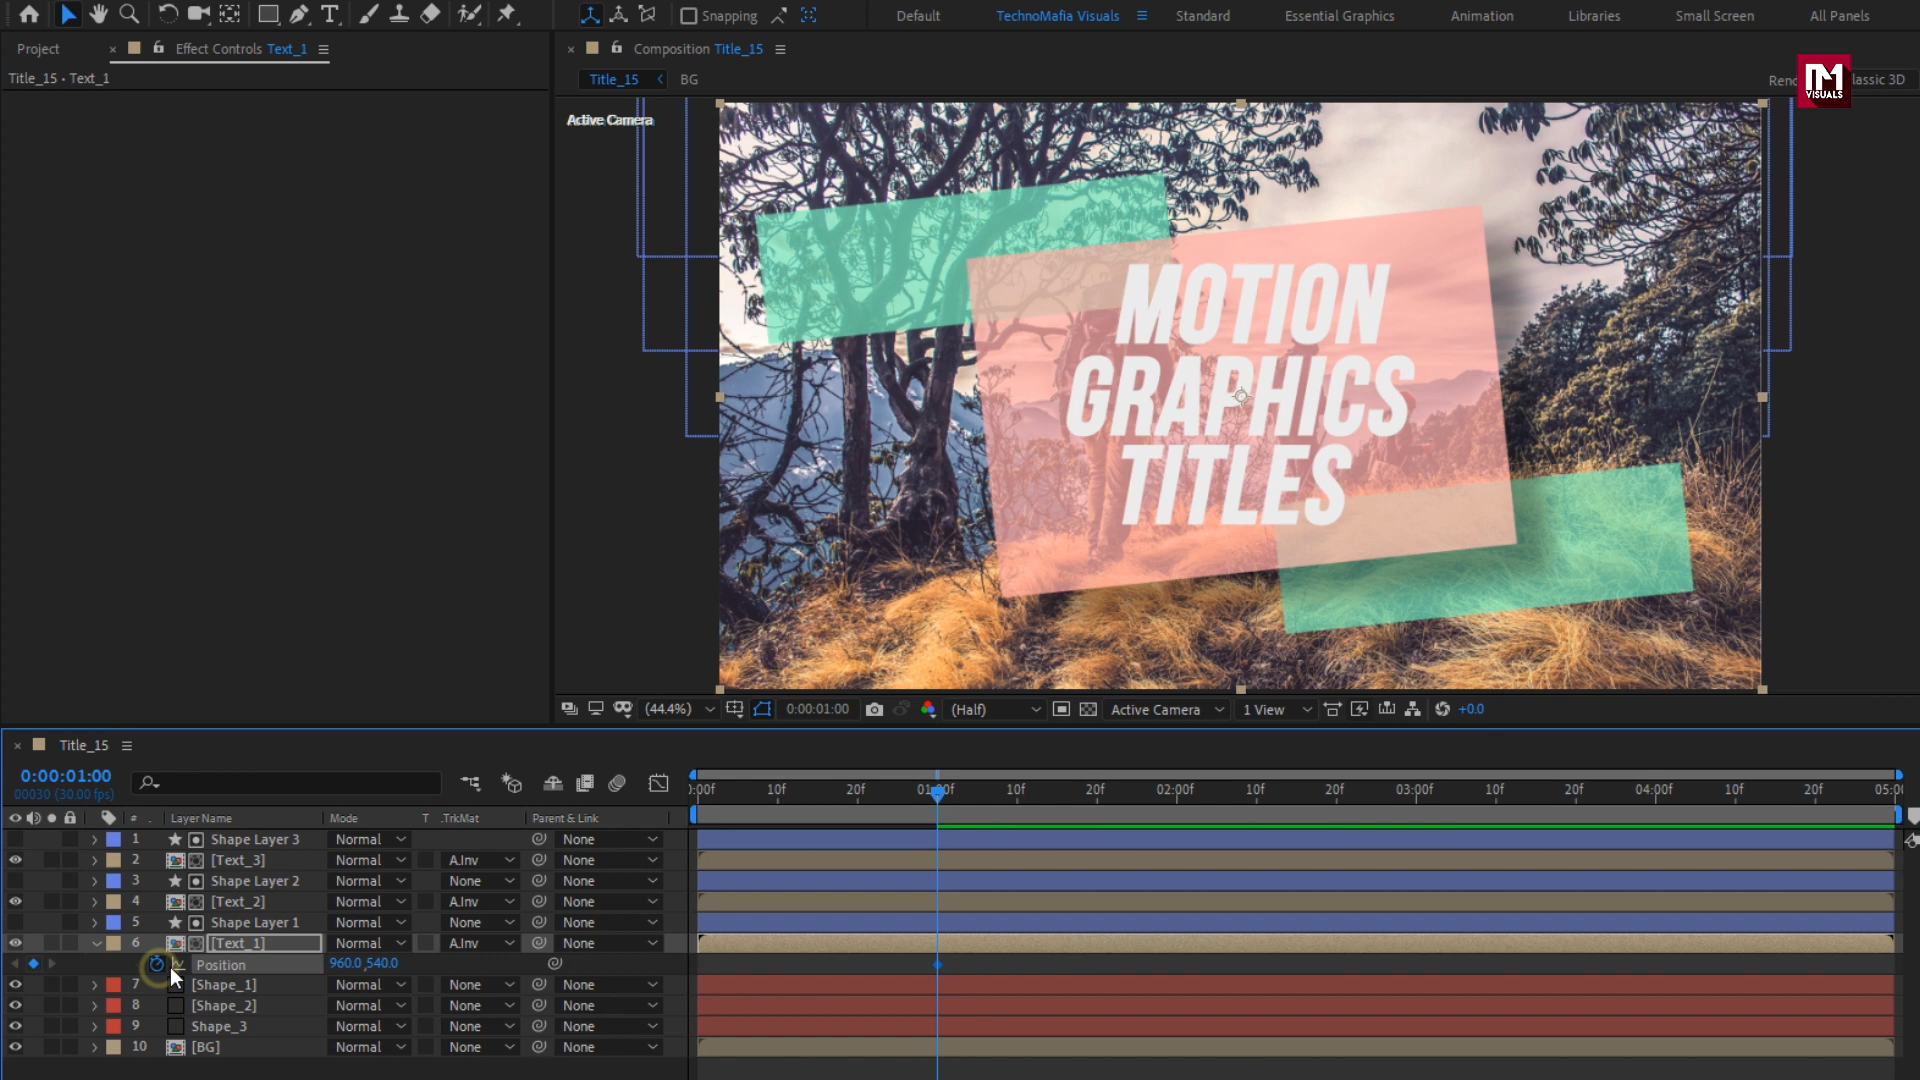 Snapping
Default
TechnoMafia Visuals
Standard
Essential Graphics
Animation
Libraries
Small Screen
All Panels
Project
Effect Controls Text_1
Composition Title_15
Title_15 • Text_1
Title_15
BG
Rend
lassic 3D
VISUALS
Active Camera
MOTION
GRAPHICS
TITLES
(44.4%)
0:00:01:00
(Half)
Active Camera
1 View
+0.0
Title_15
0:00:01:00
00030 (30.00 fps)
:00f 10f 20f 01:00f 10f 20f 02:00f 10f 20f 03:00f 10f 20f 04:00f 10f 20f 05:00
# Layer Name Mode T .TrkMat Parent & Link
1 Shape Layer 3 Normal None
2 [Text_3] Normal A.Inv None
3 Shape Layer 2 Normal None None
4 [Text_2] Normal A.Inv None
5 Shape Layer 1 Normal None None
6 [Text_1] Normal A.Inv None
Position 960.0,540.0
7 [Shape_1] Normal None None
8 [Shape_2] Normal None None
9 Shape_3 Normal None None
10 [BG] Normal None None